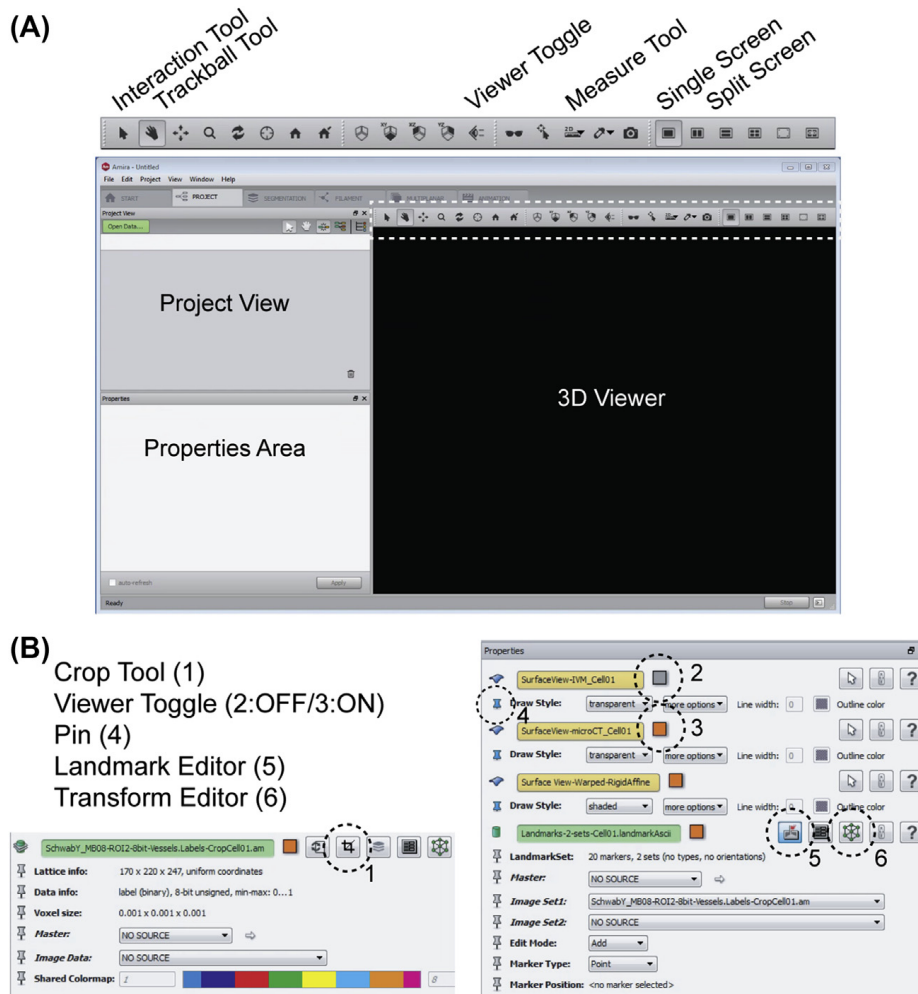 (A)
Interaction Tool
Trackball Tool
Viewer Toggle
Measure Tool
Single Screen
Split Screen
XY XZ YZ 2D
Amira - Untitled
File Edit Project View Window Help
START PROJECT SEGMENTATION FILAMENT MULTIPLANAR ANIMATION
Project View
Open Data...
Project View
3D Viewer
Properties
Properties Area
auto-refresh Apply
Ready Stop
(B)
Crop Tool (1)
Viewer Toggle (2:OFF/3:ON)
Pin (4)
Landmark Editor (5)
Transform Editor (6)
SchwabY_MB08-ROI2-8bit-Vessels.Labels-CropCell01.am
1
Lattice info: 170 x 220 x 247, uniform coordinates
Data info: label (binary), 8-bit unsigned, min-max: 0...1
Voxel size: 0.001 x 0.001 x 0.001
Master: NO SOURCE
Image Data: NO SOURCE
Shared Colormap: 1 8
Properties
SurfaceView-IVM_Cell01 2 ?
4 Draw Style: transparent more options Line width: 0 Outline color
SurfaceView-microCT_Cell01 3 ?
Draw Style: transparent more options Line width: 0 Outline color
Surface View-Warped-RigidAffine ?
Draw Style: shaded more options Line width: 0 Outline color
Landmarks-2-sets-Cell01.landmarkAscii ?
5 6
LandmarkSet: 20 markers, 2 sets (no types, no orientations)
Master: NO SOURCE
Image Set1: SchwabY_MB08-ROI2-8bit-Vessels.Labels-CropCell01.am
Image Set2: NO SOURCE
Edit Mode: Add
Marker Type: Point
Marker Position: <no marker selected>